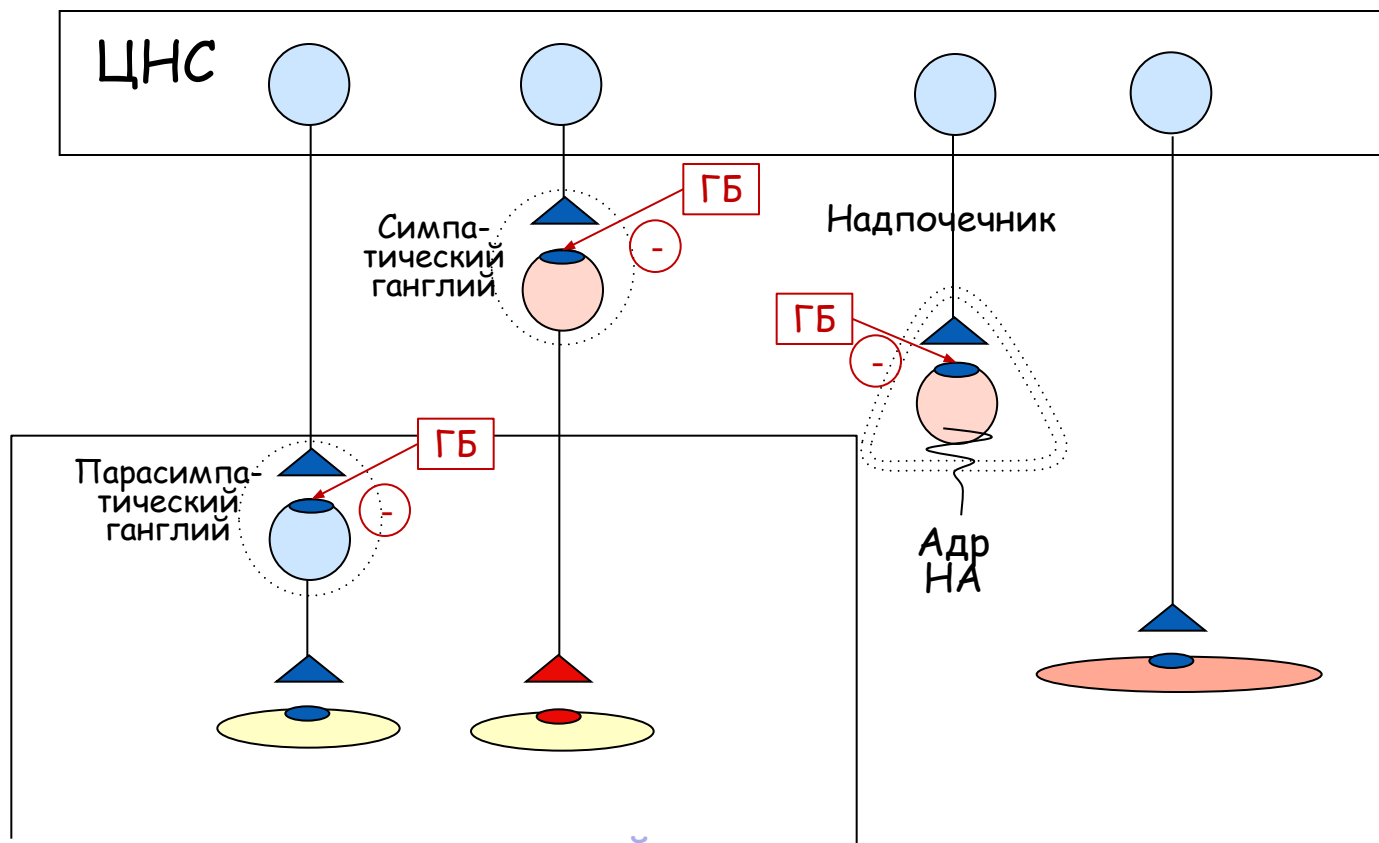 ЦНС
ГБ
-
Симпа-
тический
ганглий
Надпочечник
ГБ
-
ГБ
-
Парасимпа-
тический
ганглий
Адр
НА